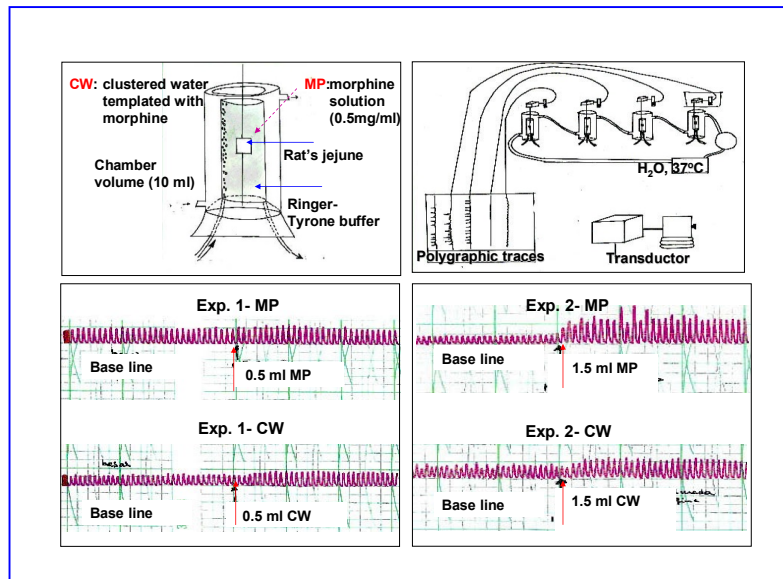 CW: clustered water
templated with
morphine
MP:morphine
solution
(0.5mg/ml)
Rat's jejune
Chamber
volume (10 ml)
Ringer-
Tyrone buffer
H2O, 37°C
Polygraphic traces
Transductor
Exp. 1- MP
Base line
0.5 ml MP
Exp. 2- MP
Base line
1.5 ml MP
Exp. 1- CW
Base line
0.5 ml CW
Exp. 2- CW
Base line
1.5 ml CW